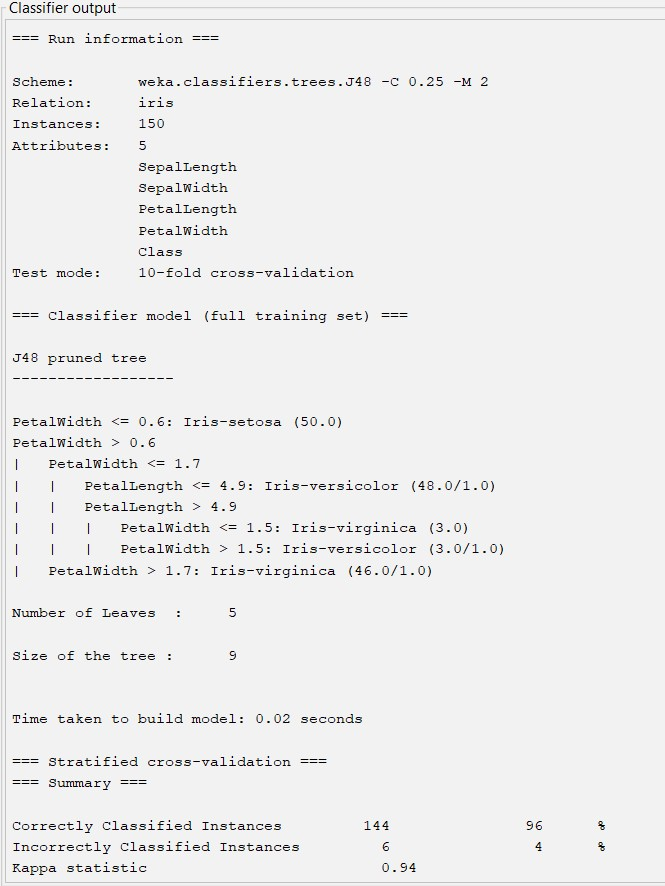 Classifier output
=== Run information ===
Scheme:       weka.classifiers.trees.J48 -C 0.25 -M 2
Relation:     iris
Instances:    150
Attributes:   5
              SepalLength
              SepalWidth
              PetalLength
              PetalWidth
              Class
Test mode:    10-fold cross-validation
=== Classifier model (full training set) ===
J48 pruned tree
------------------
PetalWidth <= 0.6: Iris-setosa (50.0)
PetalWidth > 0.6
|   PetalWidth <= 1.7
|   |   PetalLength <= 4.9: Iris-versicolor (48.0/1.0)
|   |   PetalLength > 4.9
|   |   |   PetalWidth <= 1.5: Iris-virginica (3.0)
|   |   |   PetalWidth > 1.5: Iris-versicolor (3.0/1.0)
|   PetalWidth > 1.7: Iris-virginica (46.0/1.0)
Number of Leaves  :     5
Size of the tree :      9
Time taken to build model: 0.02 seconds
=== Stratified cross-validation ===
=== Summary ===
Correctly Classified Instances         144               96      %
Incorrectly Classified Instances         6                4      %
Kappa statistic                          0.94